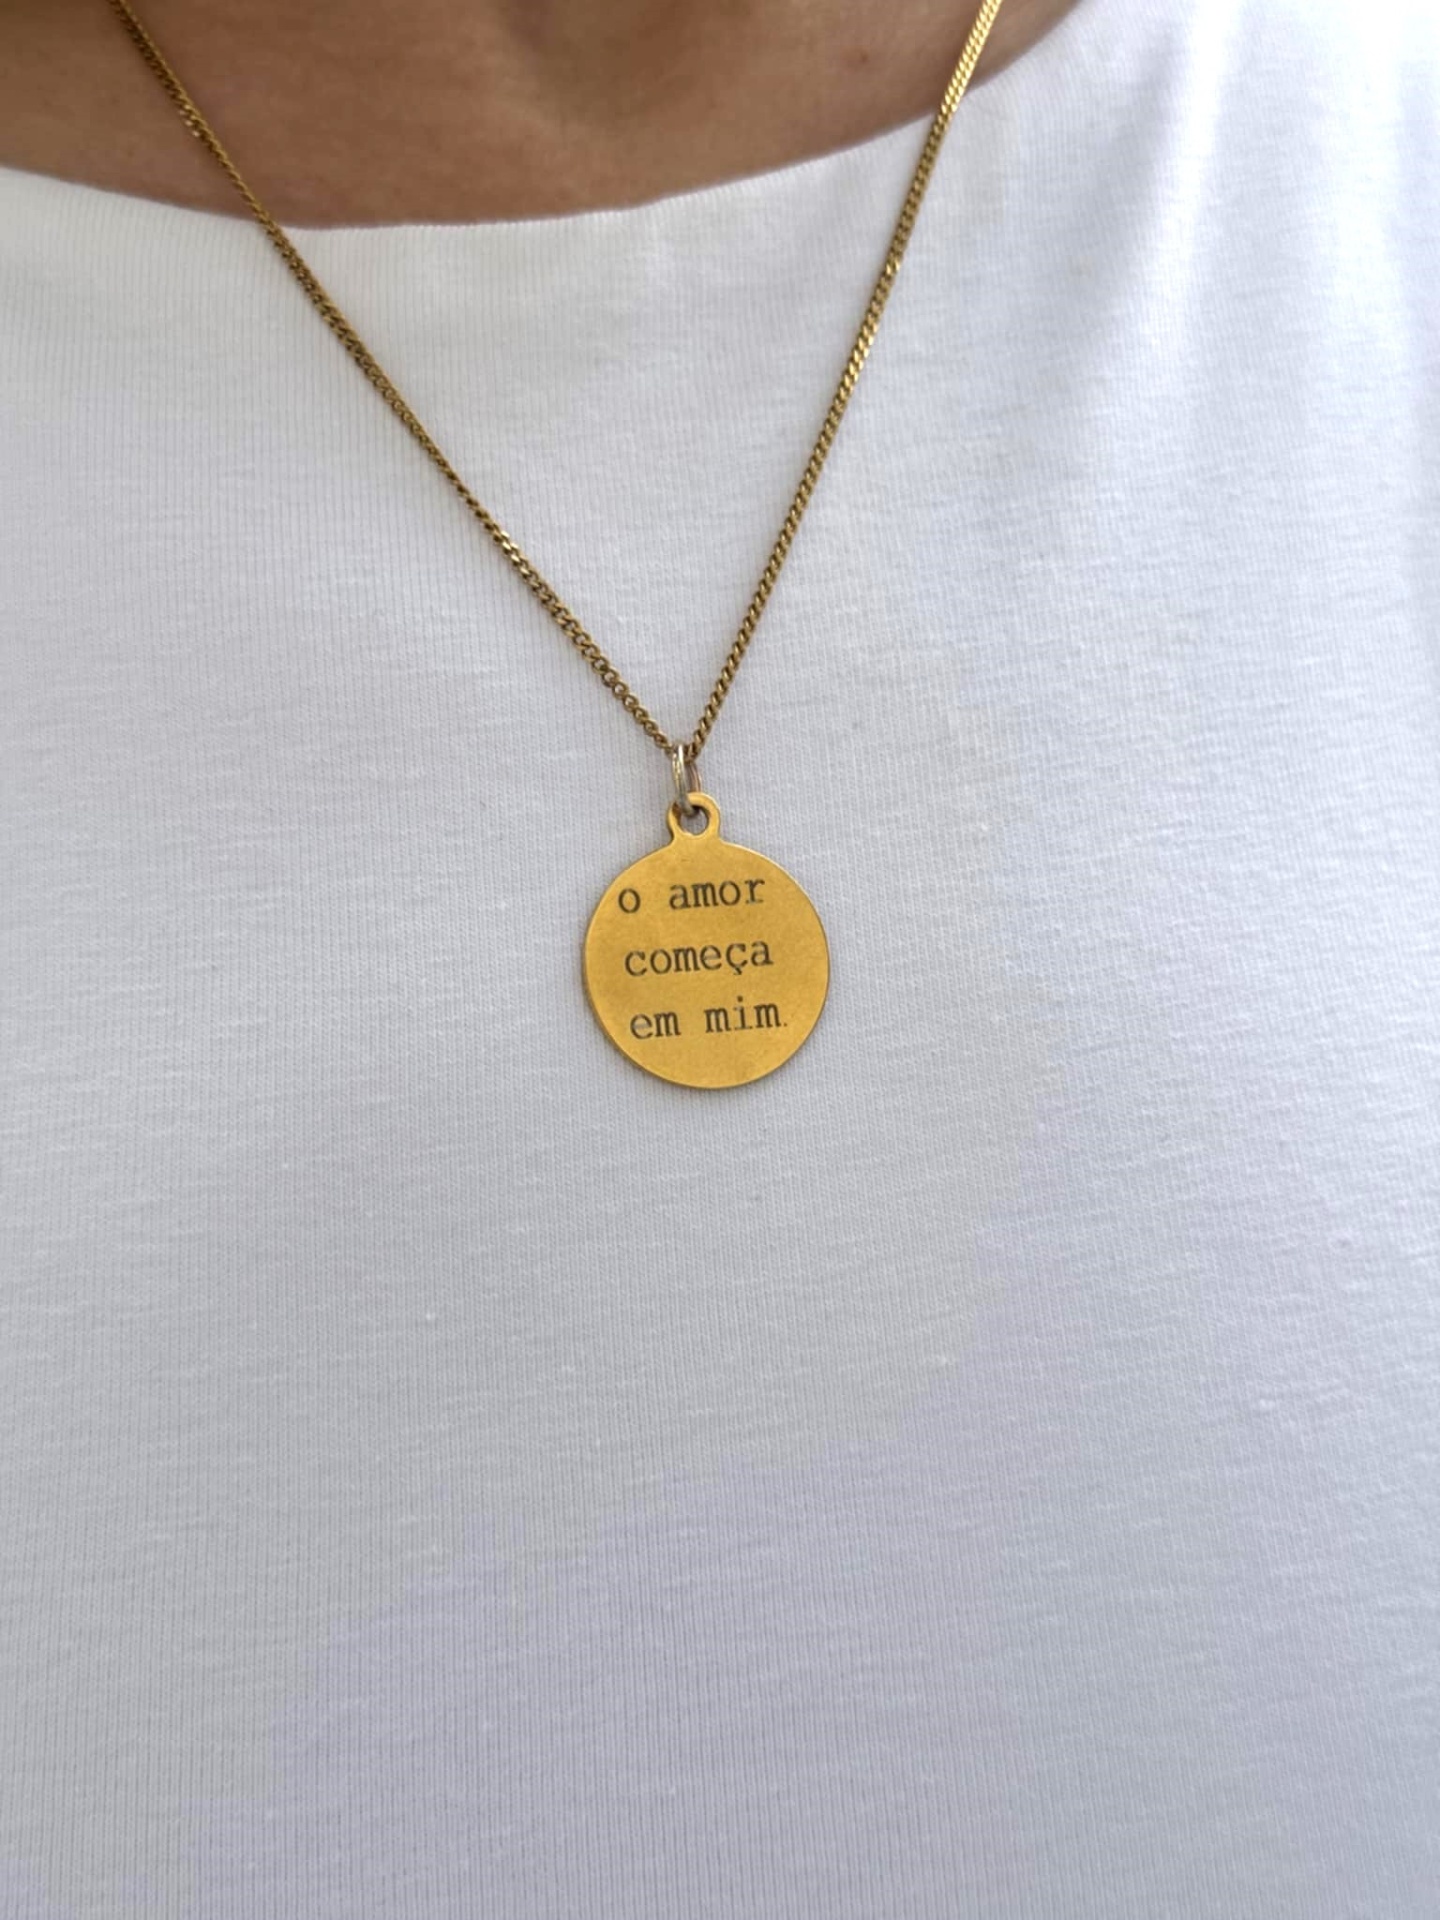 o amor
começa
em mim.